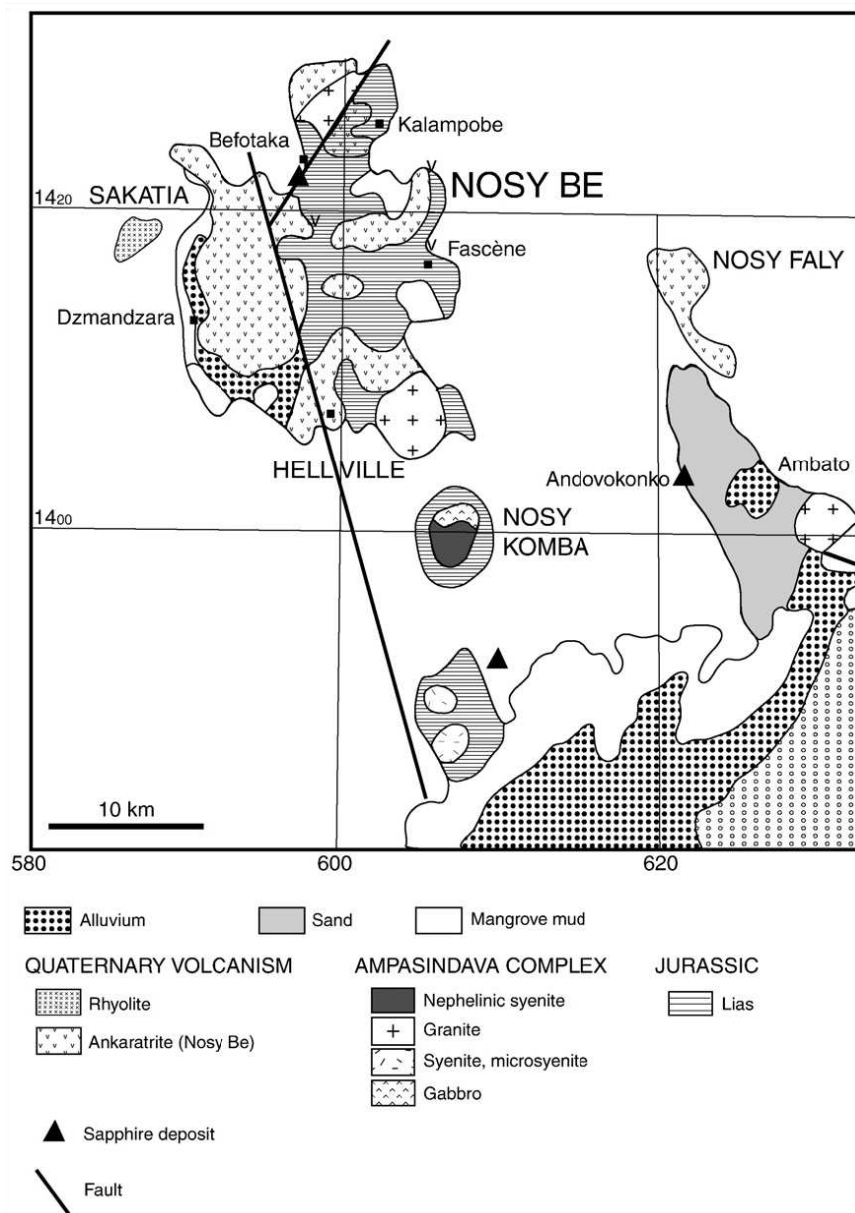 Kalampobe
Befotaka
NOSY BE
SAKATIA
1420
Fascène
NOSY FALY
Dzmandzara
HELLVILLE
Ambato
Andovokonko
1400
NOSY
KOMBA
10 km
580
600
620
Alluvium
Sand
Mangrove mud
QUATERNARY VOLCANISM
Rhyolite
Ankaratrite (Nosy Be)
AMPASINDAVA COMPLEX
Nephelinic syenite
Granite
Syenite, microsyenite
Gabbro
JURASSIC
Lias
Sapphire deposit
Fault